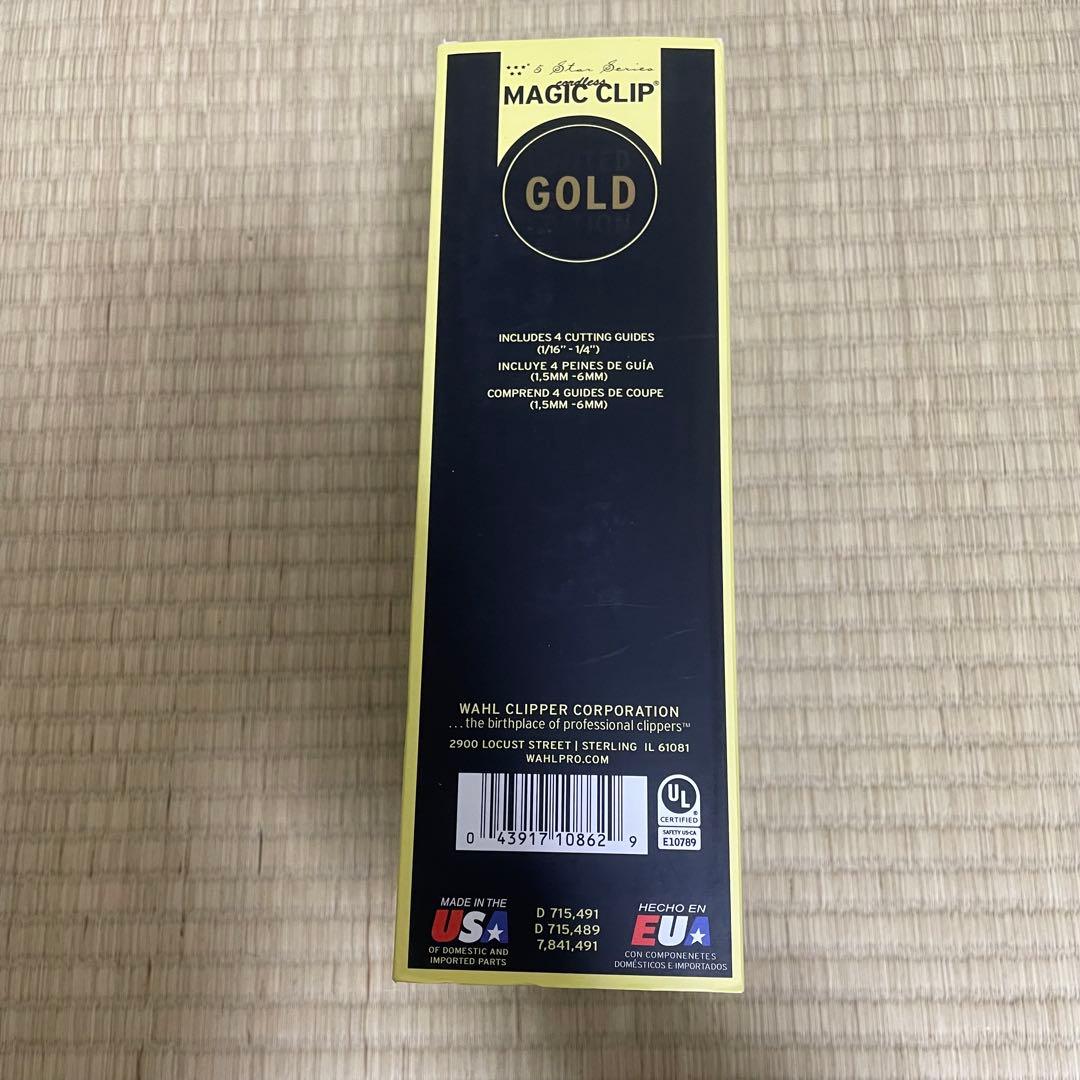 5 Star Series
cordless
MAGIC CLIP®
GOLD
INCLUDES 4 CUTTING GUIDES
(1/16" - 1/4")
INCLUYE 4 PEINES DE GUÍA
(1,5MM -6MM)
COMPREND 4 GUIDES DE COUPE
(1,5MM -6MM)
WAHL CLIPPER CORPORATION
...the birthplace of professional clippers™
2900 LOCUST STREET | STERLING IL 61081
WAHLPRO.COM
0 43917 10862 9
UL®
CERTIFIED
SAFETY US-CA
E10789
MADE IN THE
USA
OF DOMESTIC AND
IMPORTED PARTS
D 715,491
D 715,489
7,841,491
HECHO EN
EUA
CON COMPONENETES
DOMÉSTICOS E IMPORTADOS